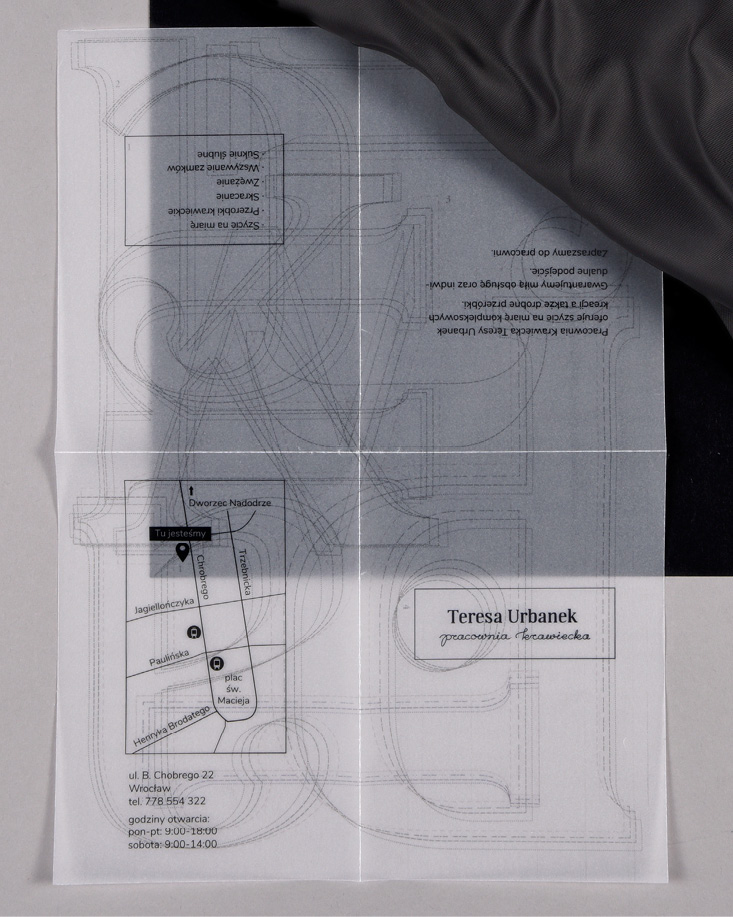 Szycie na miarę
· Przeróbki krawieckie
· Skracanie
· Zwężanie
· Wszywanie zamków
· Suknie ślubne
Pracownia Krawiecka Teresy Urbanek
oferuje szycie na miarę kompleksowych
kreacji a także drobne przeróbki.
Gwarantujemy miłą obsługę oraz indwi-
dualne podejście.
Zapraszamy do pracowni.
Dworzec Nadodrze
Tu jesteśmy
Chrobrego
Trzebnicka
Jagiellończyka
Paulińska
plac
św.
Macieja
Henryka Brodatego
ul. B. Chobrego 22
Wrocław
tel. 778 554 322
godziny otwarcia:
pon-pt: 9:00-18:00
sobota: 9:00-14:00
Teresa Urbanek
pracownia krawiecka